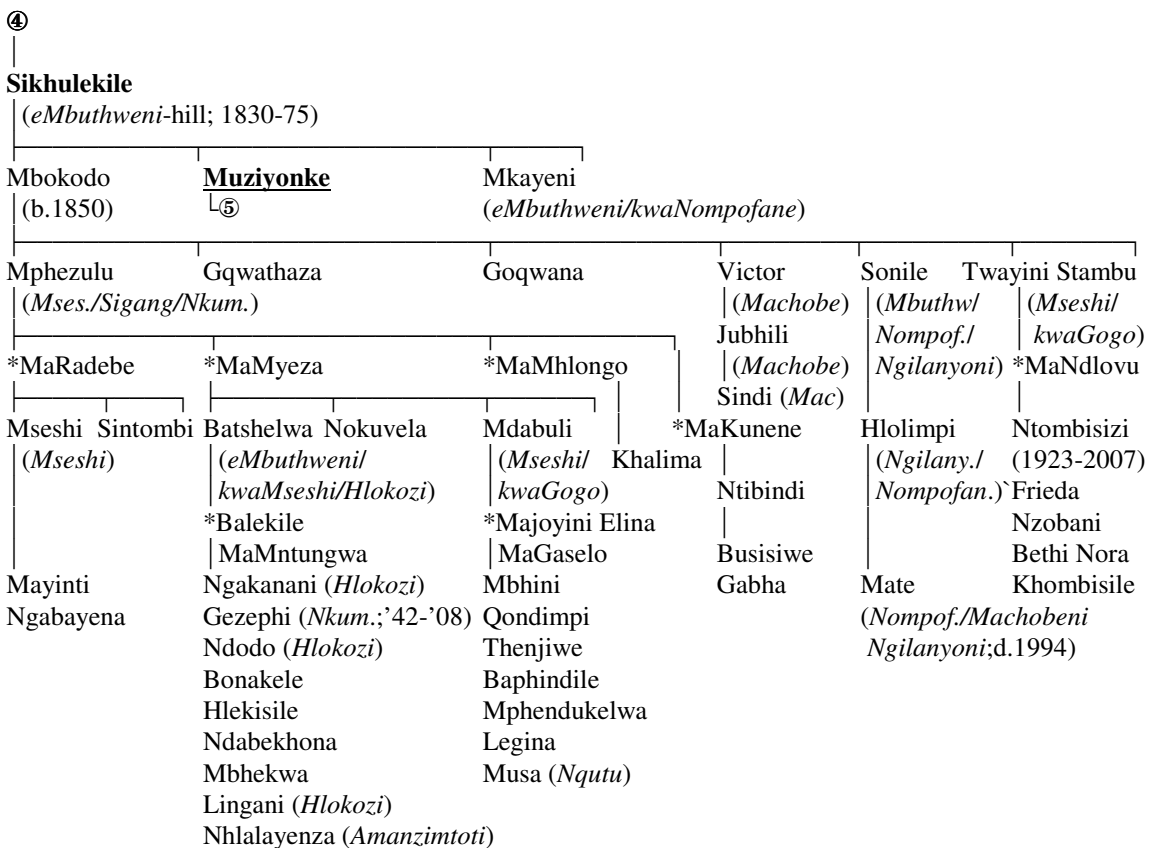 ④
Sikhulekile
(eMbuthweni-hill; 1830-75)
Mbokodo Muziyonke Mkayeni
(b.1850) ⑤ (eMbuthweni/kwaNompofane)
Mphezulu Gqwathaza Goqwana Victor Sonile Twayini Stambu
(Mses./Sigang/Nkum.) (Machobe) (Mbuthw/ (Mseshi/
Jubhili Nompof./ kwaGogo)
*MaRadebe *MaMyeza *MaMhlongo (Machobe) Ngilanyoni) *MaNdlovu
Sindi (Mac)
Mseshi Sintombi Batshelwa Nokuvela Mdabuli *MaKunene Hlolimpi Ntombisizi
(Mseshi) (eMbuthweni/ (Mseshi/ Khalima (Ngilany./ (1923-2007)
kwaMseshi/Hlokozi) kwaGogo) Ntibindi Nompofan.)`Frieda
*Balekile *Majoyini Elina Nzobani
MaMntungwa MaGaselo Busisiwe Bethi Nora
Mayinti Ngakanani (Hlokozi) Mbhini Gabha Mate Khombisile
Ngabayena Gezephi (Nkum.;’42-’08) Qondimpi (Nompof./Machobeni
Ndodo (Hlokozi) Thenjiwe Ngilanyoni;d.1994)
Bonakele Baphindile
Hlekisile Mphendukelwa
Ndabekhona Legina
Mbhekwa Musa (Nqutu)
Lingani (Hlokozi)
Nhlalayenza (Amanzimtoti)